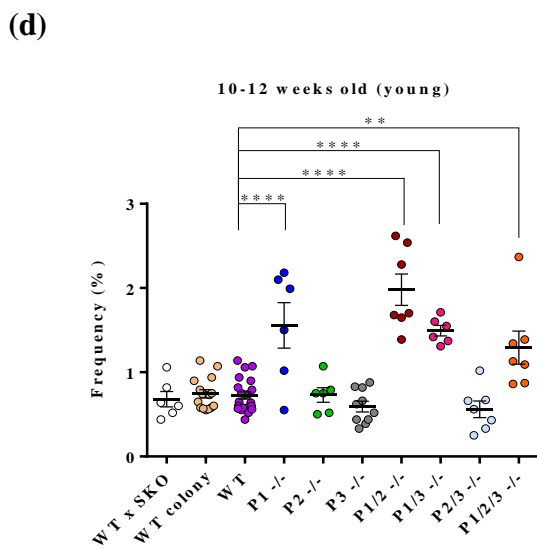 (d)
10-12 weeks old (young)
**
****
****
****
Frequency (%)
3
2
1
0
WT x SKO
WT colony
WT
P1 -/-
P2 -/-
P3 -/-
P1/2 -/-
P1/3 -/-
P2/3 -/-
P1/2/3 -/-